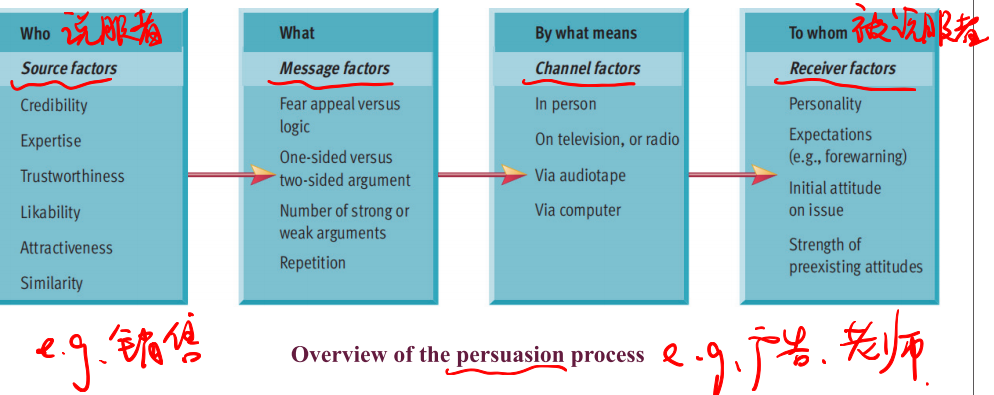 Who 说服者
Source factors
Credibility
Expertise
Trustworthiness
Likability
Attractiveness
Similarity
What
Message factors
Fear appeal versus
logic
One-sided versus
two-sided argument
Number of strong or
weak arguments
Repetition
By what means
Channel factors
In person
On television, or radio
Via audiotape
Via computer
To whom 被说服者
Receiver factors
Personality
Expectations
(e.g., forewarning)
Initial attitude
on issue
Strength of
preexisting attitudes
e.g、销售
Overview of the persuasion process
e.g、广告、老师.